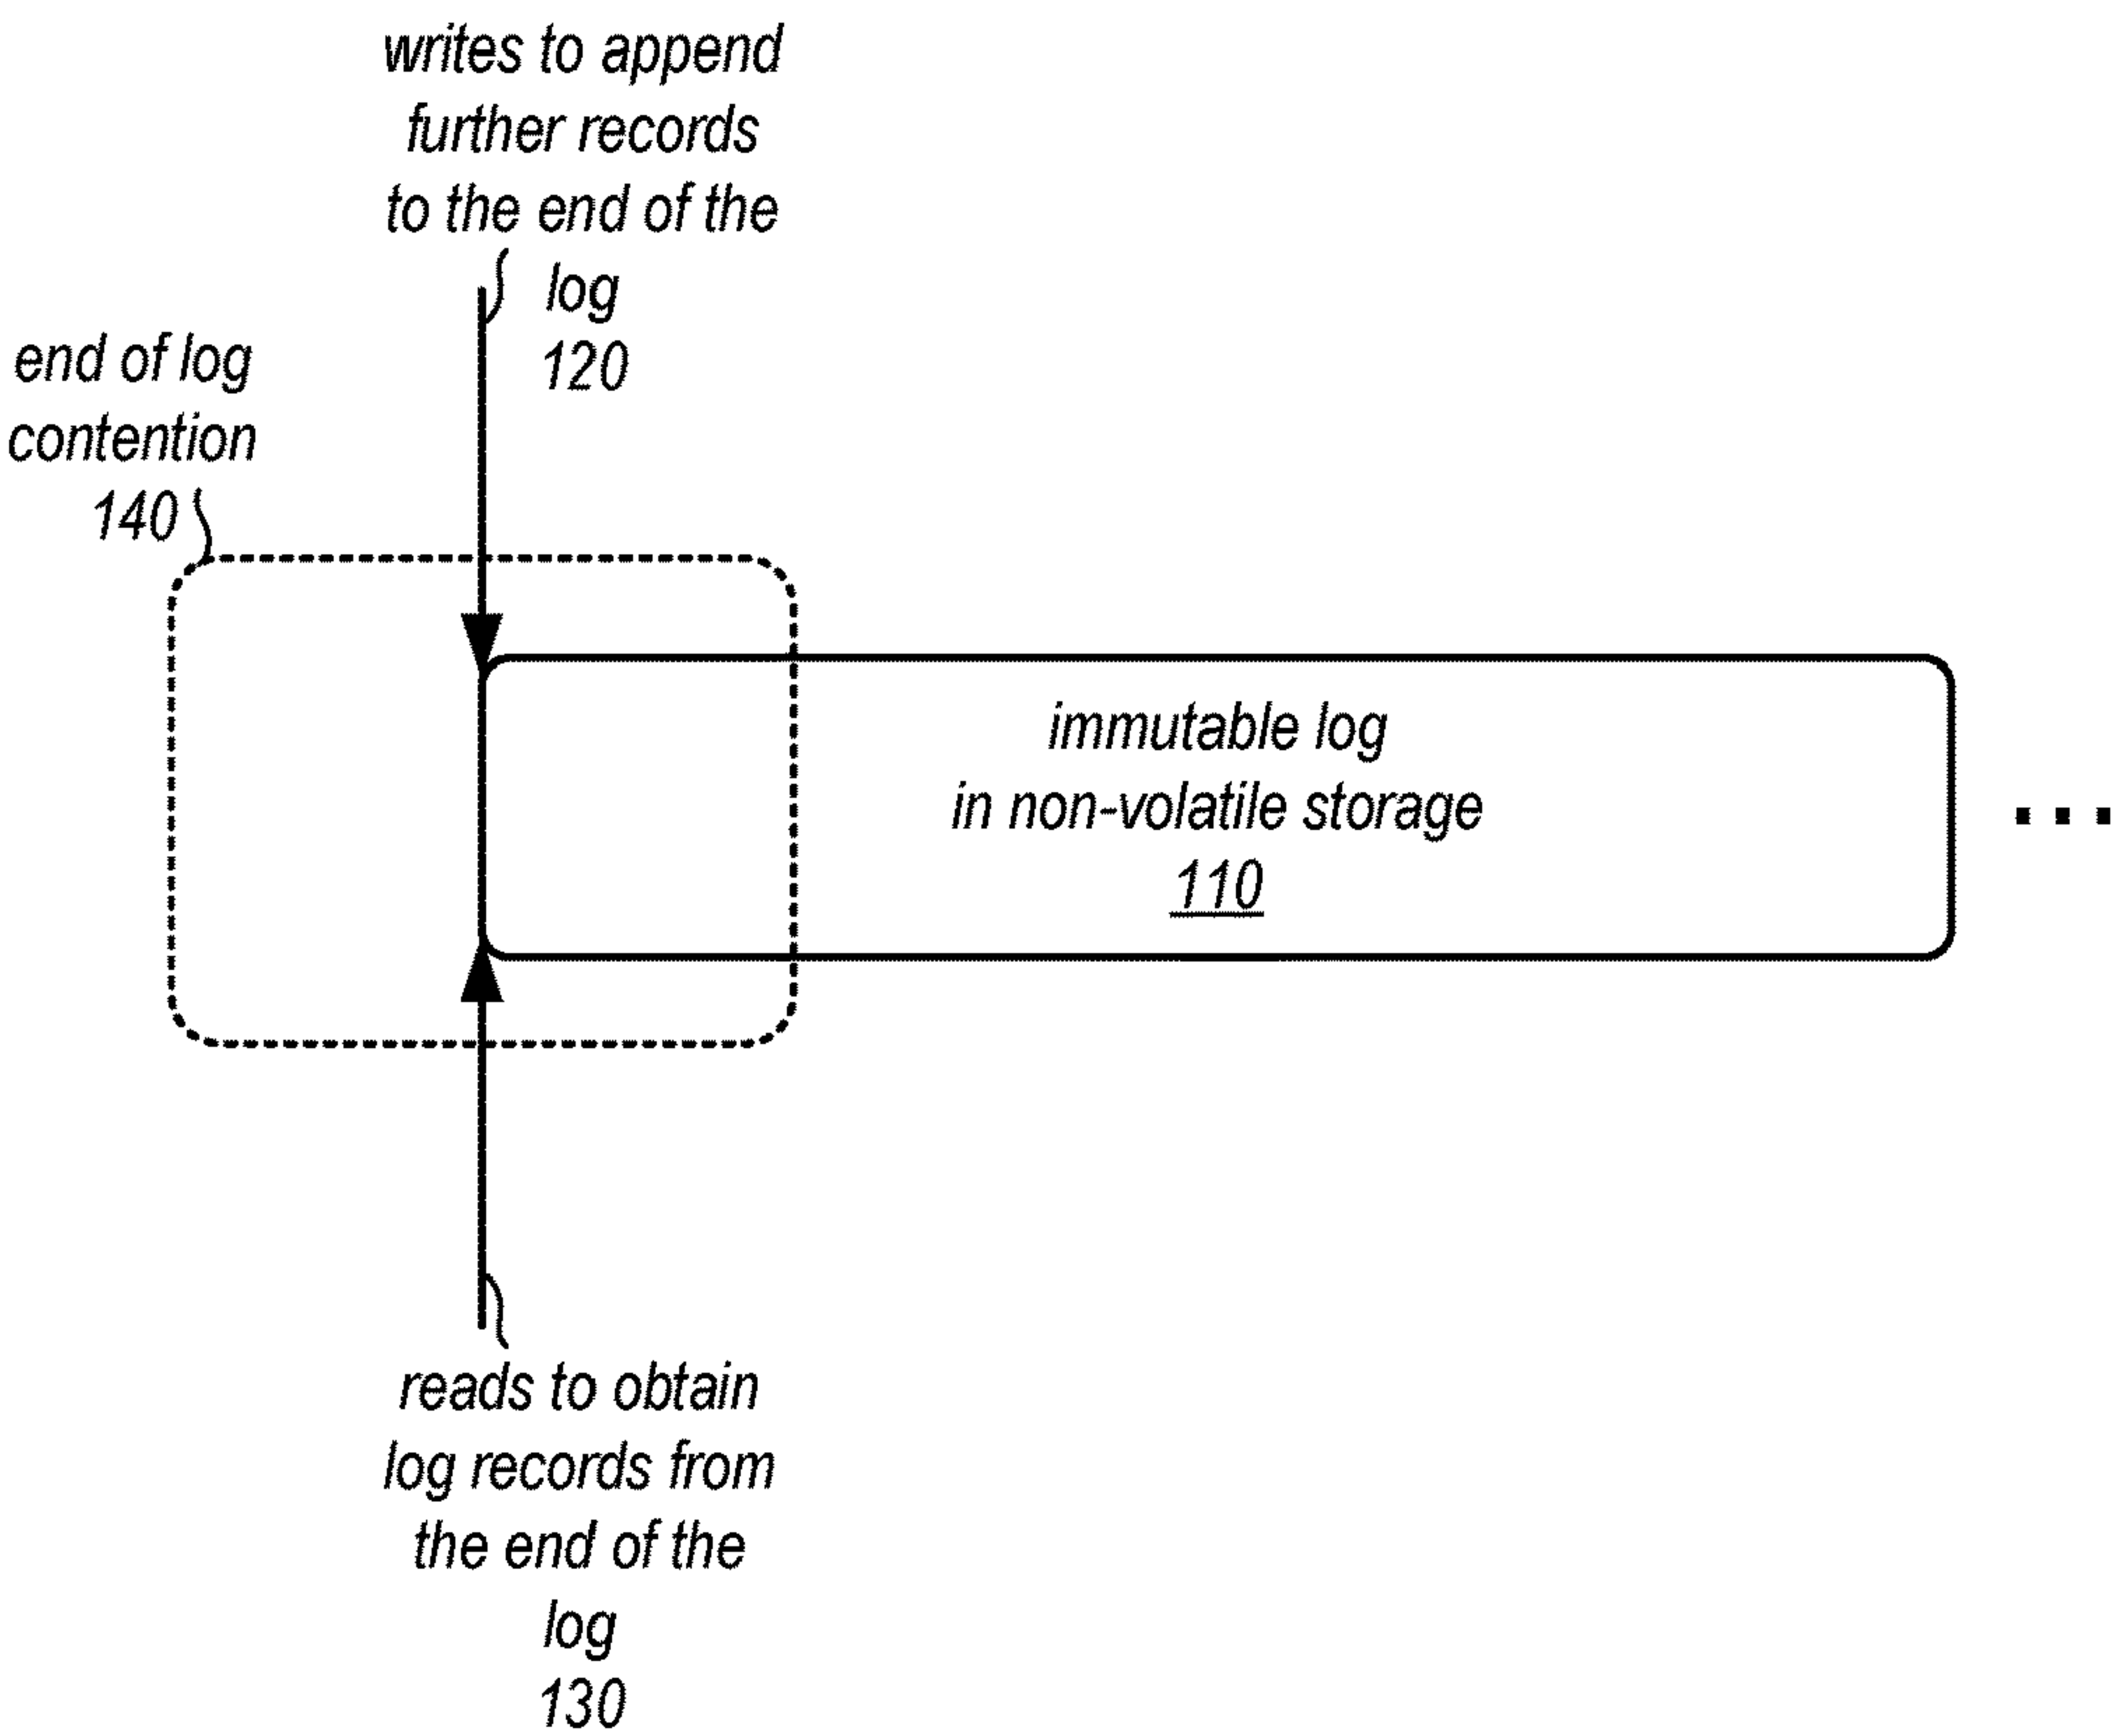 writes to append
further records
to the end of the
log
120
end of log
contention
140
immutable log
in non-volatile storage
110
reads to obtain
log records from
the end of the
log
130